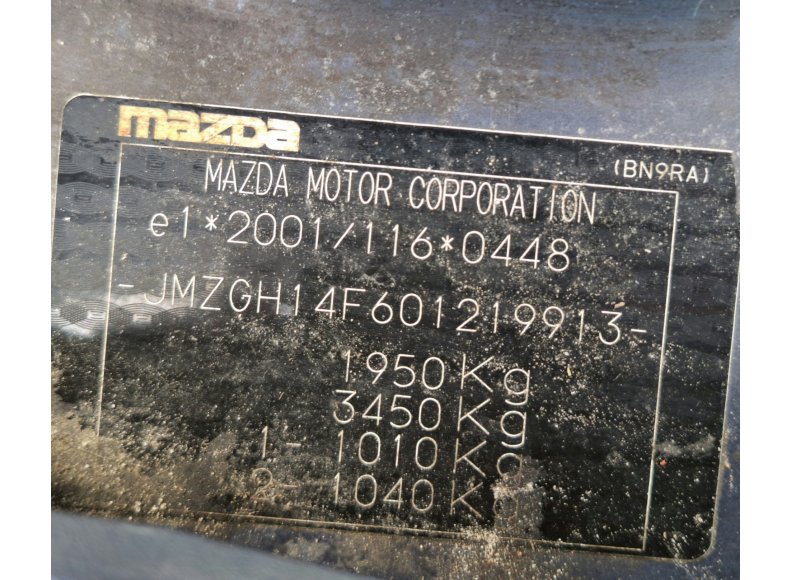 mazda
(BN9RA)
MAZDA MOTOR CORPORATION
e1*2001/116*0448
-JMZGH14F601219913-
1950 Kg
3450 Kg
1- 1010 Kg
2- 1040 Kg